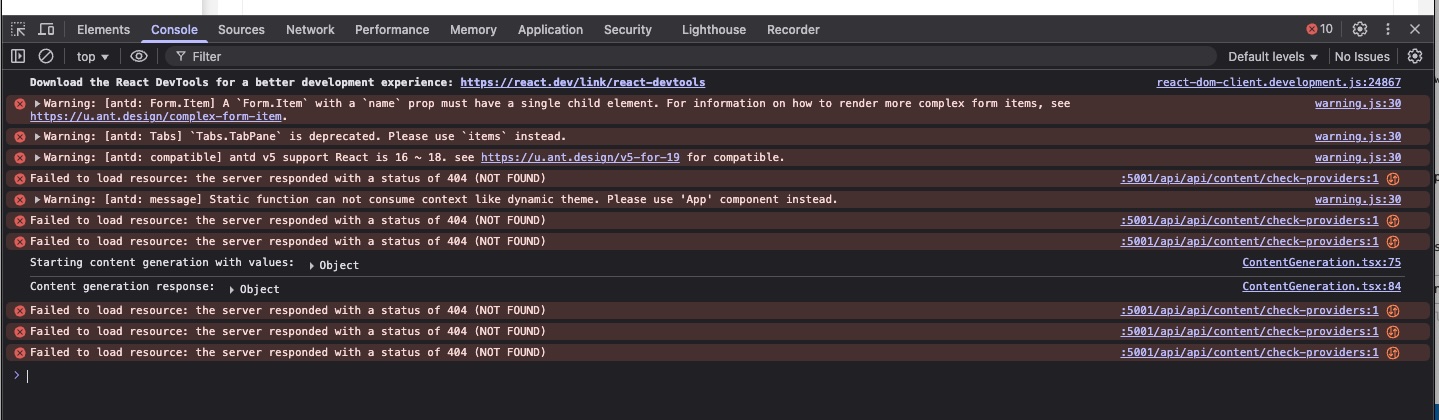 Elements Console Sources Network Performance Memory Application Security Lighthouse Recorder 10
top Filter Default levels No Issues
Download the React DevTools for a better development experience: https://react.dev/link/react-devtools react-dom-client.development.js:24867
Warning: [antd: Form.Item] A `Form.Item` with a `name` prop must have a single child element. For information on how to render more complex form items, see warning.js:30
https://u.ant.design/complex-form-item.
Warning: [antd: Tabs] `Tabs.TabPane` is deprecated. Please use `items` instead. warning.js:30
Warning: [antd: compatible] antd v5 support React is 16 ~ 18. see https://u.ant.design/v5-for-19 for compatible. warning.js:30
Failed to load resource: the server responded with a status of 404 (NOT FOUND) :5001/api/api/content/check-providers:1
Warning: [antd: message] Static function can not consume context like dynamic theme. Please use 'App' component instead. warning.js:30
Failed to load resource: the server responded with a status of 404 (NOT FOUND) :5001/api/api/content/check-providers:1
Failed to load resource: the server responded with a status of 404 (NOT FOUND) :5001/api/api/content/check-providers:1
Starting content generation with values: Object ContentGeneration.tsx:75
Content generation response: Object ContentGeneration.tsx:84
Failed to load resource: the server responded with a status of 404 (NOT FOUND) :5001/api/api/content/check-providers:1
Failed to load resource: the server responded with a status of 404 (NOT FOUND) :5001/api/api/content/check-providers:1
Failed to load resource: the server responded with a status of 404 (NOT FOUND) :5001/api/api/content/check-providers:1